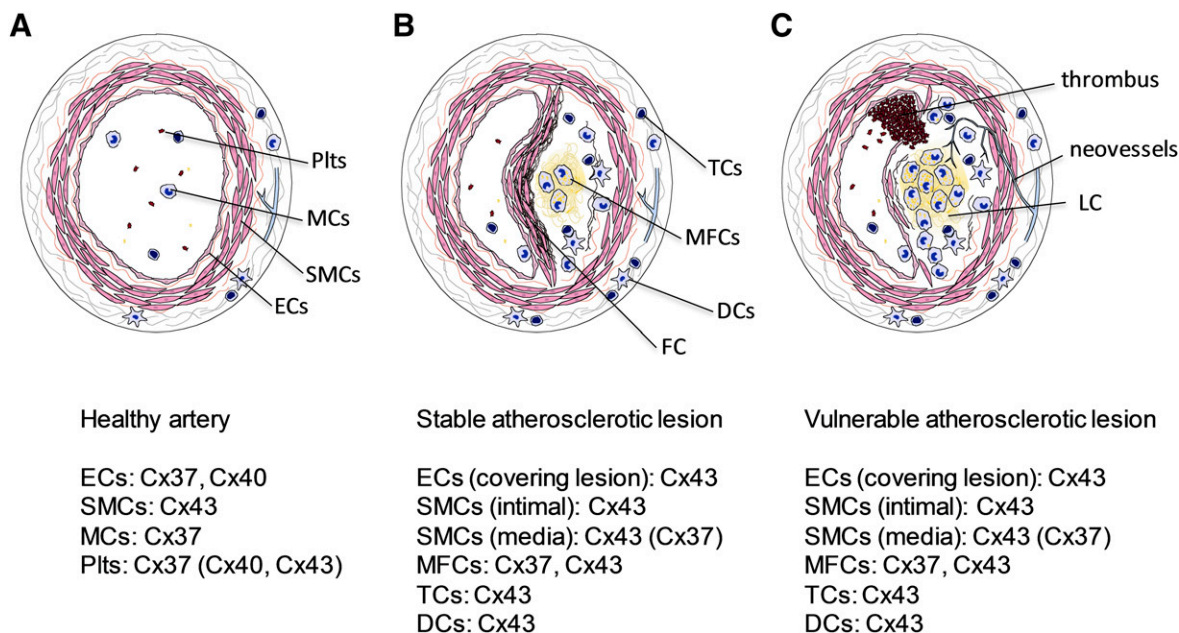 A
Plts
MCs
SMCs
ECs
B
TCs
MFCs
DCs
FC
C
thrombus
neovessels
LC
Healthy artery
ECs: Cx37, Cx40
SMCs: Cx43
MCs: Cx37
Plts: Cx37 (Cx40, Cx43)
Stable atherosclerotic lesion
ECs (covering lesion): Cx43
SMCs (intimal): Cx43
SMCs (media): Cx43 (Cx37)
MFCs: Cx37, Cx43
TCs: Cx43
DCs: Cx43
Vulnerable atherosclerotic lesion
ECs (covering lesion): Cx43
SMCs (intimal): Cx43
SMCs (media): Cx43 (Cx37)
MFCs: Cx37, Cx43
TCs: Cx43
DCs: Cx43